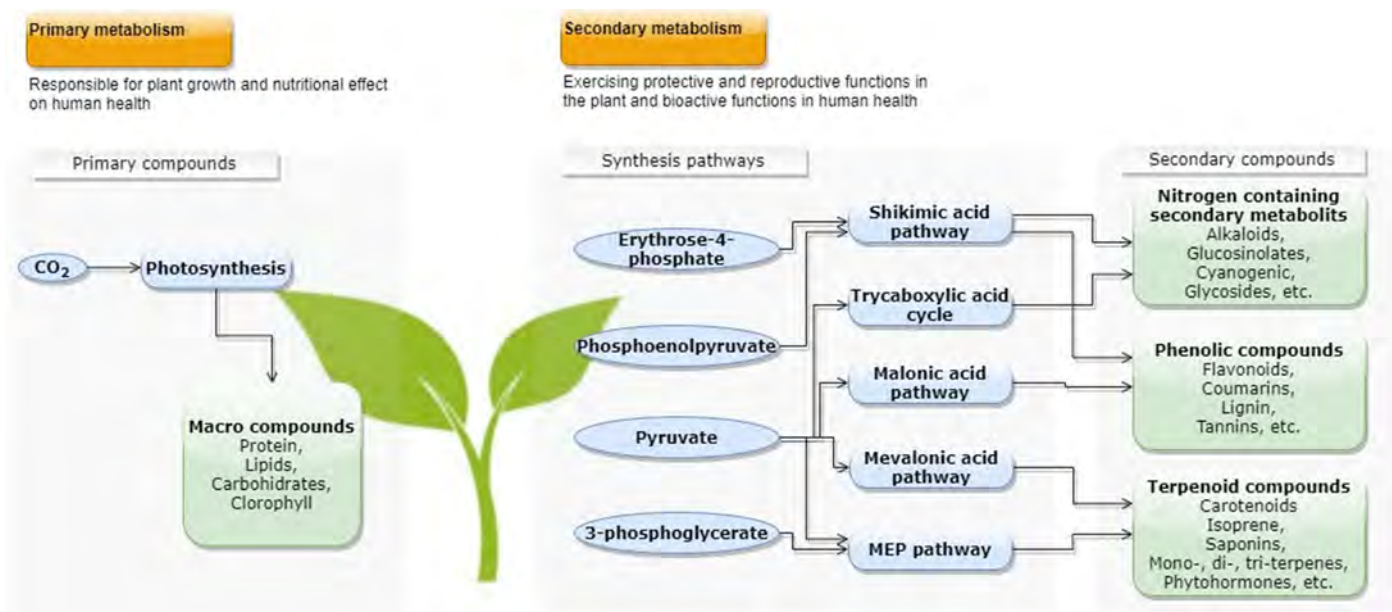 Primary metabolism
Responsible for plant growth and nutritional effect
on human health
Primary compounds
CO₂
Photosynthesis
Macro compounds
Protein,
Lipids,
Carbohidrates,
Clorophyll
Secondary metabolism
Exercising protective and reproductive functions in
the plant and bioactive functions in human health
Synthesis pathways
Erythrose-4-
phosphate
Phosphoenolpyruvate
Pyruvate
3-phosphoglycerate
Shikimic acid
pathway
Trycaboxylic acid
cycle
Malonic acid
pathway
Mevalonic acid
pathway
MEP pathway
Secondary compounds
Nitrogen containing
secondary metabolits
Alkaloids,
Glucosinolates,
Cyanogenic,
Glycosides, etc.
Phenolic compounds
Flavonoids,
Coumarins,
Lignin,
Tannins, etc.
Terpenoid compounds
Carotenoids
Isoprene,
Saponins,
Mono-, di-, tri-terpenes,
Phytohormones, etc.